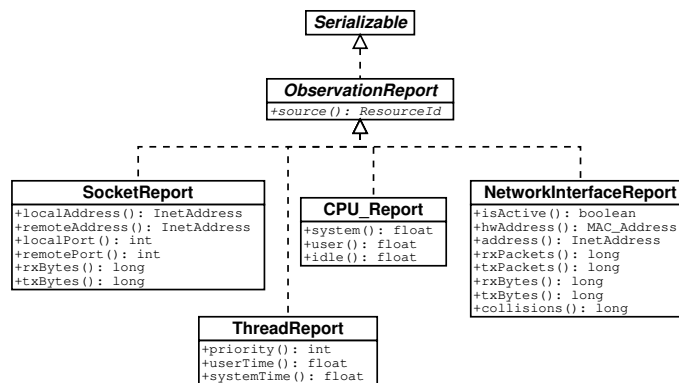 Serializable
ObservationReport
+source(): ResourceId
SocketReport
+localAddress(): InetAddress
+remoteAddress(): InetAddress
+localPort(): int
+remotePort(): int
+rxBytes(): long
+txBytes(): long
CPU_Report
+system(): float
+user(): float
+idle(): float
NetworkInterfaceReport
+isActive(): boolean
+hwAddress(): MAC_Address
+address(): InetAddress
+rxPackets(): long
+txPackets(): long
+rxBytes(): long
+txBytes(): long
+collisions(): long
ThreadReport
+priority(): int
+userTime(): float
+systemTime(): float